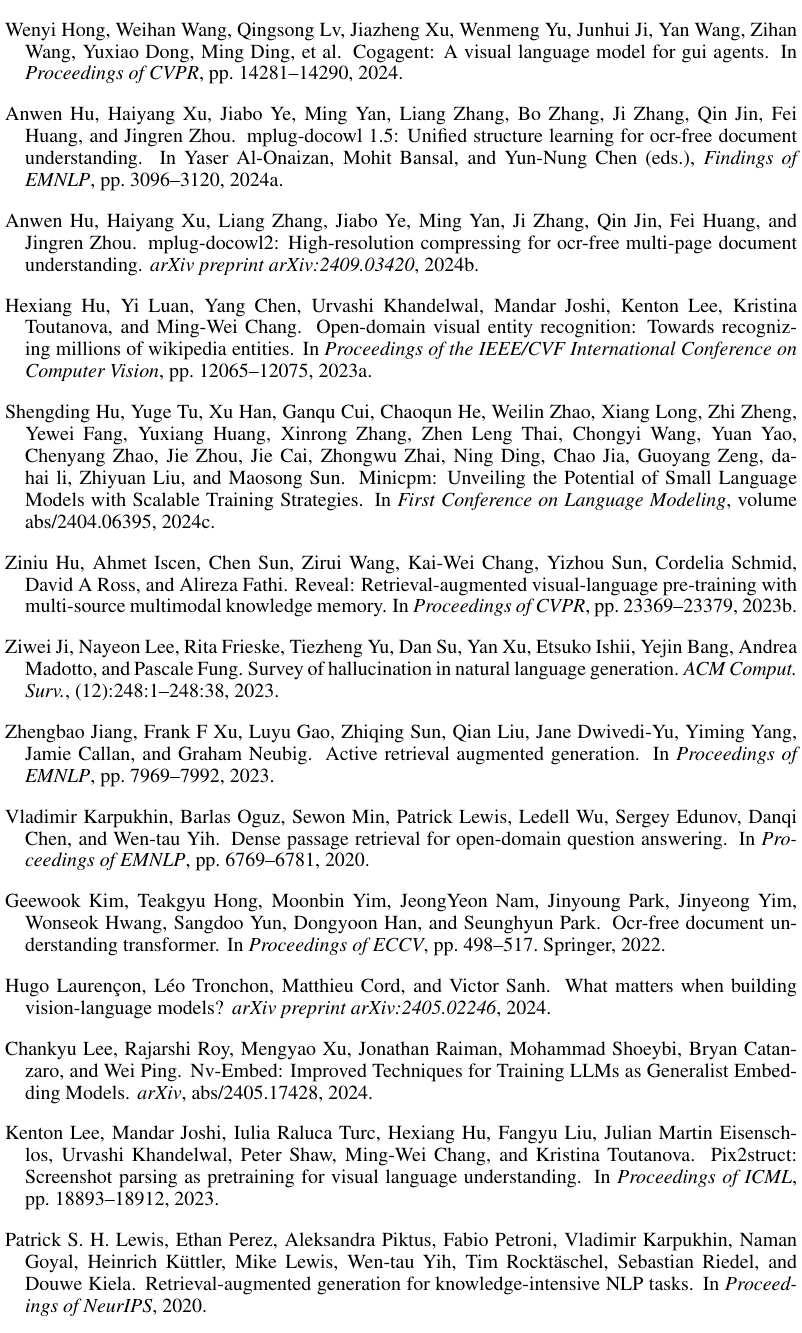 Wenyi Hong, Weihan Wang, Qingsong Lv, Jiazheng Xu, Wenmeng Yu, Junhui Ji, Yan Wang, Zihan
Wang, Yuxiao Dong, Ming Ding, et al. Cogagent: A visual language model for gui agents. In
Proceedings of CVPR, pp. 14281–14290, 2024.
Anwen Hu, Haiyang Xu, Jiabo Ye, Ming Yan, Liang Zhang, Bo Zhang, Ji Zhang, Qin Jin, Fei
Huang, and Jingren Zhou. mplug-docowl 1.5: Unified structure learning for ocr-free document
understanding. In Yaser Al-Onaizan, Mohit Bansal, and Yun-Nung Chen (eds.), Findings of
EMNLP, pp. 3096–3120, 2024a.
Anwen Hu, Haiyang Xu, Liang Zhang, Jiabo Ye, Ming Yan, Ji Zhang, Qin Jin, Fei Huang, and
Jingren Zhou. mplug-docowl2: High-resolution compressing for ocr-free multi-page document
understanding. arXiv preprint arXiv:2409.03420, 2024b.
Hexiang Hu, Yi Luan, Yang Chen, Urvashi Khandelwal, Mandar Joshi, Kenton Lee, Kristina
Toutanova, and Ming-Wei Chang. Open-domain visual entity recognition: Towards recogniz-
ing millions of wikipedia entities. In Proceedings of the IEEE/CVF International Conference on
Computer Vision, pp. 12065–12075, 2023a.
Shengding Hu, Yuge Tu, Xu Han, Ganqu Cui, Chaoqun He, Weilin Zhao, Xiang Long, Zhi Zheng,
Yewei Fang, Yuxiang Huang, Xinrong Zhang, Zhen Leng Thai, Chongyi Wang, Yuan Yao,
Chenyang Zhao, Jie Zhou, Jie Cai, Zhongwu Zhai, Ning Ding, Chao Jia, Guoyang Zeng, da-
hai li, Zhiyuan Liu, and Maosong Sun. Minicpm: Unveiling the Potential of Small Language
Models with Scalable Training Strategies. In First Conference on Language Modeling, volume
abs/2404.06395, 2024c.
Ziniu Hu, Ahmet Iscen, Chen Sun, Zirui Wang, Kai-Wei Chang, Yizhou Sun, Cordelia Schmid,
David A Ross, and Alireza Fathi. Reveal: Retrieval-augmented visual-language pre-training with
multi-source multimodal knowledge memory. In Proceedings of CVPR, pp. 23369–23379, 2023b.
Ziwei Ji, Nayeon Lee, Rita Frieske, Tiezheng Yu, Dan Su, Yan Xu, Etsuko Ishii, Yejin Bang, Andrea
Madotto, and Pascale Fung. Survey of hallucination in natural language generation. ACM Comput.
Surv., (12):248:1–248:38, 2023.
Zhengbao Jiang, Frank F Xu, Luyu Gao, Zhiqing Sun, Qian Liu, Jane Dwivedi-Yu, Yiming Yang,
Jamie Callan, and Graham Neubig. Active retrieval augmented generation. In Proceedings of
EMNLP, pp. 7969–7992, 2023.
Vladimir Karpukhin, Barlas Oguz, Sewon Min, Patrick Lewis, Ledell Wu, Sergey Edunov, Danqi
Chen, and Wen-tau Yih. Dense passage retrieval for open-domain question answering. In Pro-
ceedings of EMNLP, pp. 6769–6781, 2020.
Geewook Kim, Teakgyu Hong, Moonbin Yim, JeongYeon Nam, Jinyoung Park, Jinyeong Yim,
Wonseok Hwang, Sangdoo Yun, Dongyoon Han, and Seunghyun Park. Ocr-free document un-
derstanding transformer. In Proceedings of ECCV, pp. 498–517. Springer, 2022.
Hugo Laurençon, Léo Tronchon, Matthieu Cord, and Victor Sanh. What matters when building
vision-language models? arXiv preprint arXiv:2405.02246, 2024.
Chankyu Lee, Rajarshi Roy, Mengyao Xu, Jonathan Raiman, Mohammad Shoeybi, Bryan Catan-
zaro, and Wei Ping. Nv-Embed: Improved Techniques for Training LLMs as Generalist Embed-
ding Models. arXiv, abs/2405.17428, 2024.
Kenton Lee, Mandar Joshi, Iulia Raluca Turc, Hexiang Hu, Fangyu Liu, Julian Martin Eisensch-
los, Urvashi Khandelwal, Peter Shaw, Ming-Wei Chang, and Kristina Toutanova. Pix2struct:
Screenshot parsing as pretraining for visual language understanding. In Proceedings of ICML,
pp. 18893–18912, 2023.
Patrick S. H. Lewis, Ethan Perez, Aleksandra Piktus, Fabio Petroni, Vladimir Karpukhin, Naman
Goyal, Heinrich Küttler, Mike Lewis, Wen-tau Yih, Tim Rocktäschel, Sebastian Riedel, and
Douwe Kiela. Retrieval-augmented generation for knowledge-intensive NLP tasks. In Proceed-
ings of NeurIPS, 2020.